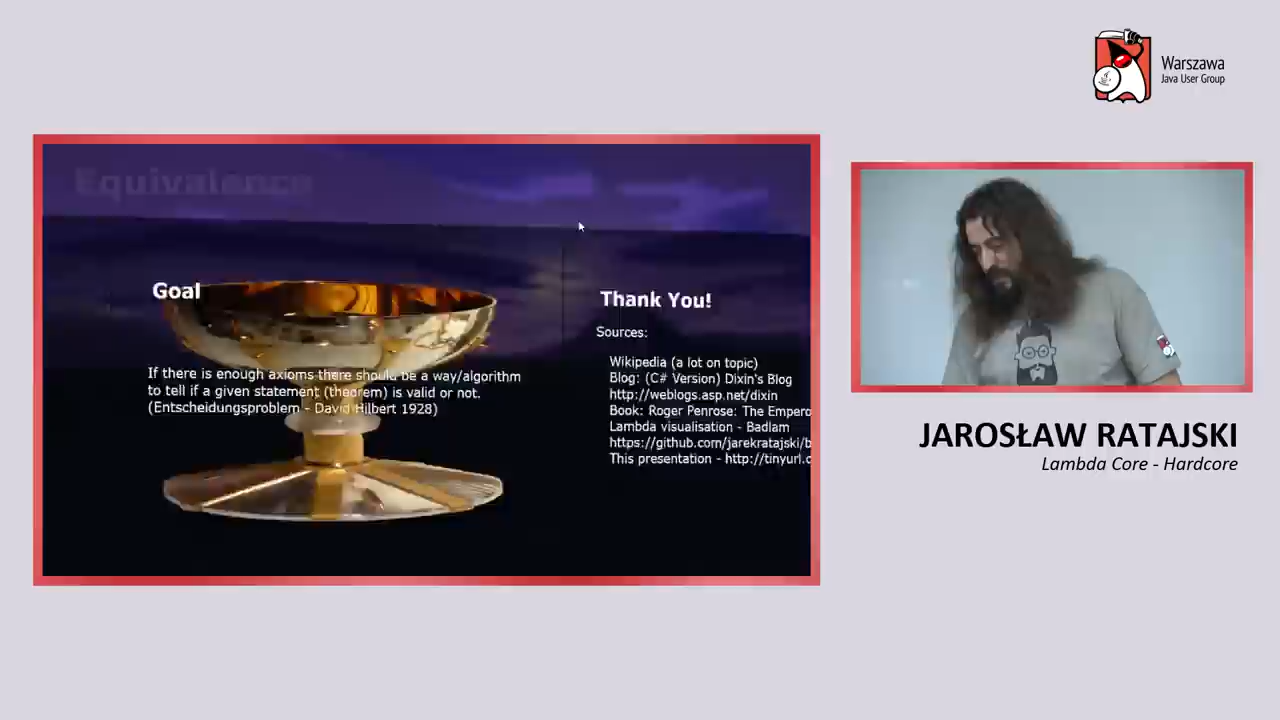 Warszawa
Java User Group
Equivalence
Goal
If there is enough axioms there should be a way/algorithm
to tell if a given statement (theorem) is valid or not.
(Entscheidungsproblem - David Hilbert 1928)
Thank You!
Sources:
Wikipedia (a lot on topic)
Blog: (C# Version) Dixin's Blog
http://weblogs.asp.net/dixin
Book: Roger Penrose: The Empero
Lambda visualisation - Badlam
https://github.com/jarekratajski/b
This presentation - http://tinyurl.c
JAROSŁAW RATAJSKI
Lambda Core - Hardcore